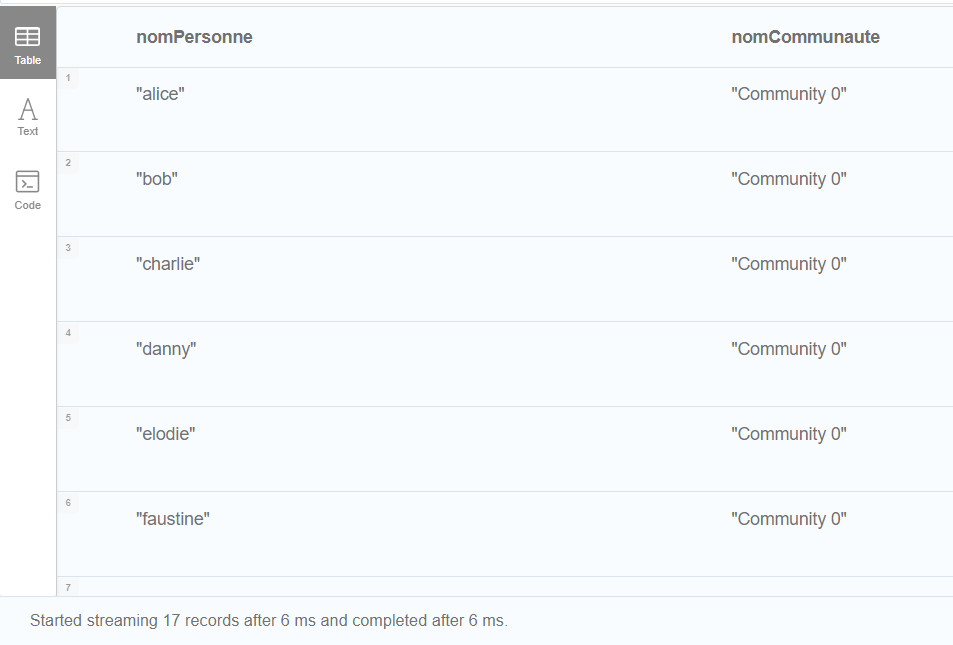 nomPersonne nomCommunaute
Table
1
"alice" "Community 0"
Text
2
"bob" "Community 0"
Code
3
"charlie" "Community 0"
4
"danny" "Community 0"
5
"elodie" "Community 0"
6
"faustine" "Community 0"
7
Started streaming 17 records after 6 ms and completed after 6 ms.